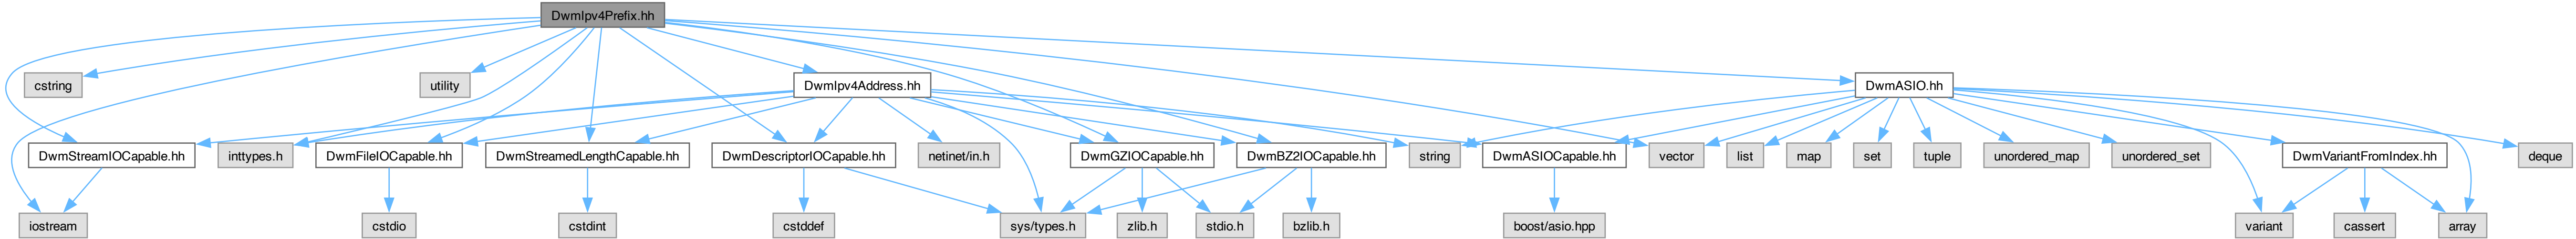 DwmIpv4Prefix.hh
cstring
utility
DwmIpv4Address.hh
DwmASIO.hh
DwmStreamIOCapable.hh
inttypes.h
DwmFileIOCapable.hh
DwmStreamedLengthCapable.hh
DwmDescriptorIOCapable.hh
netinet/in.h
DwmGZIOCapable.hh
DwmBZ2IOCapable.hh
string
DwmASIOCapable.hh
vector
list
map
set
tuple
unordered_map
unordered_set
DwmVariantFromIndex.hh
deque
iostream
cstdio
cstdint
cstddef
sys/types.h
zlib.h
stdio.h
bzlib.h
boost/asio.hpp
variant
cassert
array